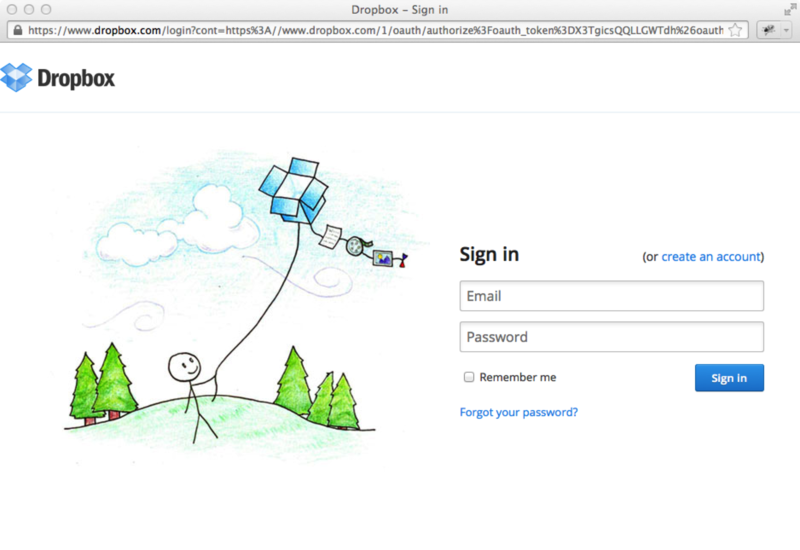 Dropbox – Sign in
https://www.dropbox.com/login?cont=https%3A//www.dropbox.com/1/oauth/authorize%3Foauth_token%3DX3TgicsQQLLGWTdh%26oauth
Dropbox
Sign in
(or create an account)
Email
Password
Remember me
Sign in
Forgot your password?